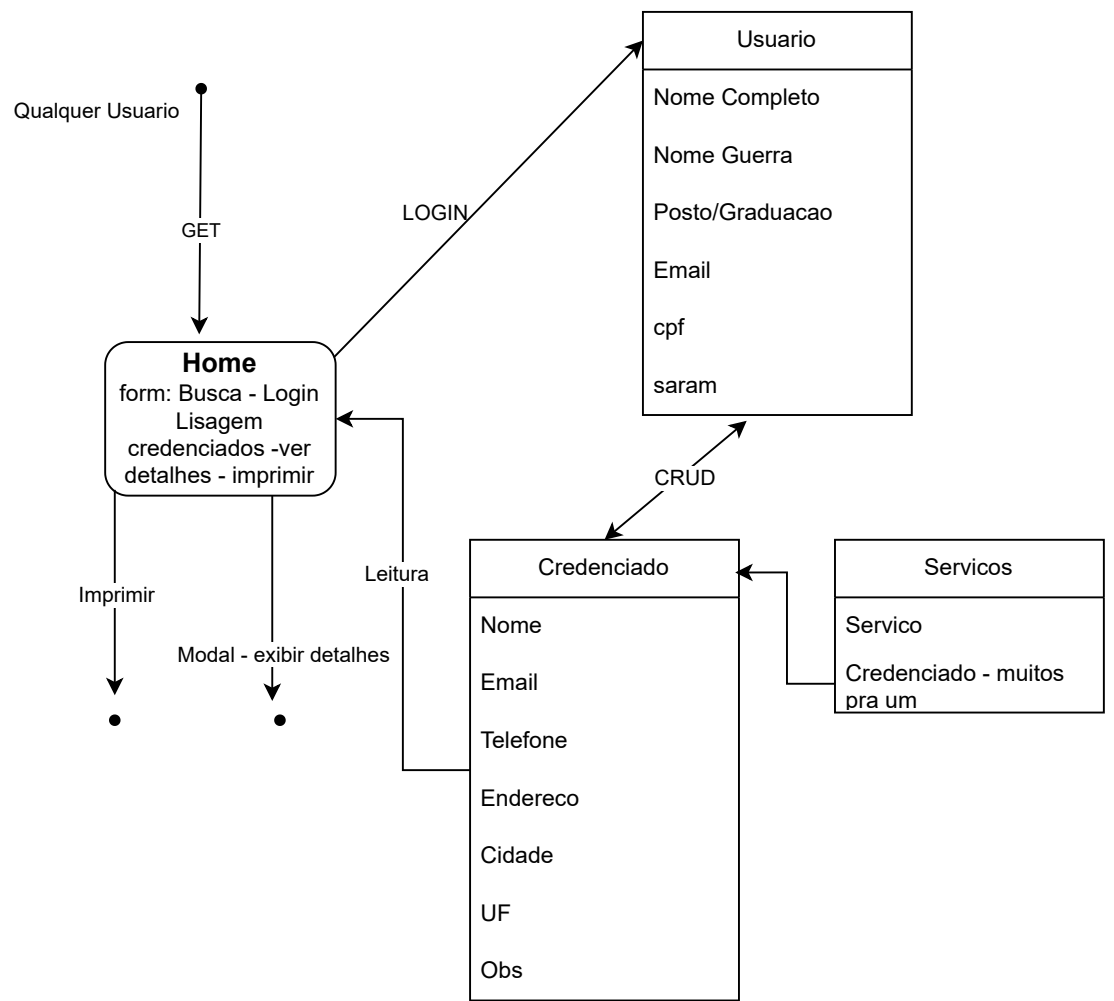 Qualquer Usuario
GET
LOGIN
Home
form: Busca - Login
Lisagem
credenciados -ver
detalhes - imprimir
Imprimir
Modal - exibir detalhes
Leitura
Usuario
Nome Completo
Nome Guerra
Posto/Graduacao
Email
cpf
saram
CRUD
Credenciado
Nome
Email
Telefone
Endereco
Cidade
UF
Obs
Servicos
Servico
Credenciado - muitos
pra um